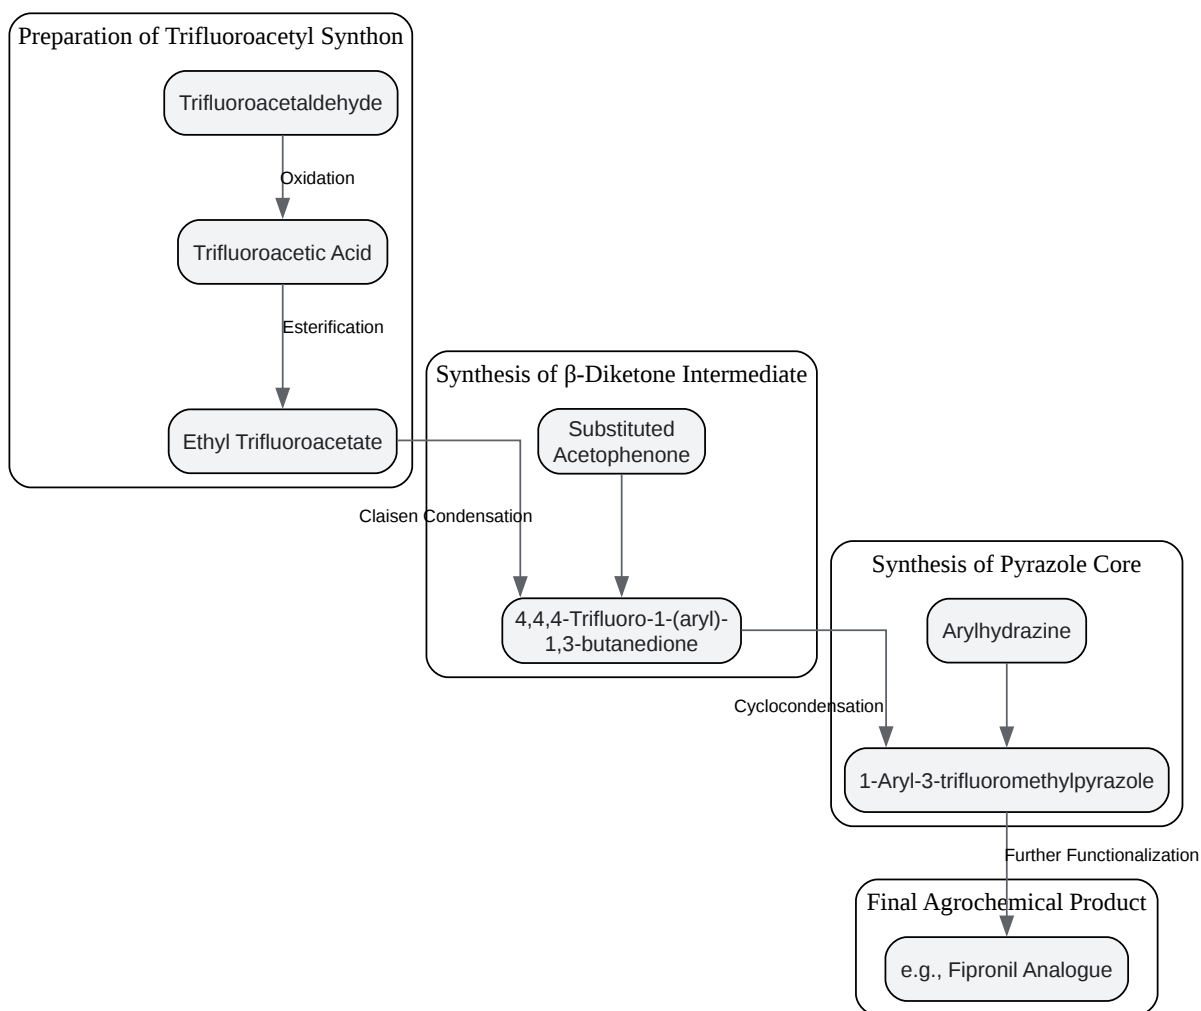 Preparation of Trifluoroacetyl Synthon
Trifluoroacetaldehyde
Oxidation
Trifluoroacetic Acid
Esterification
Ethyl Trifluoroacetate
Synthesis of β-Diketone Intermediate
Substituted
Acetophenone
Claisen Condensation
4,4,4-Trifluoro-1-(aryl)-
1,3-butanedione
Synthesis of Pyrazole Core
Arylhydrazine
Cyclocondensation
1-Aryl-3-trifluoromethylpyrazole
Further Functionalization
Final Agrochemical Product
e.g., Fipronil Analogue